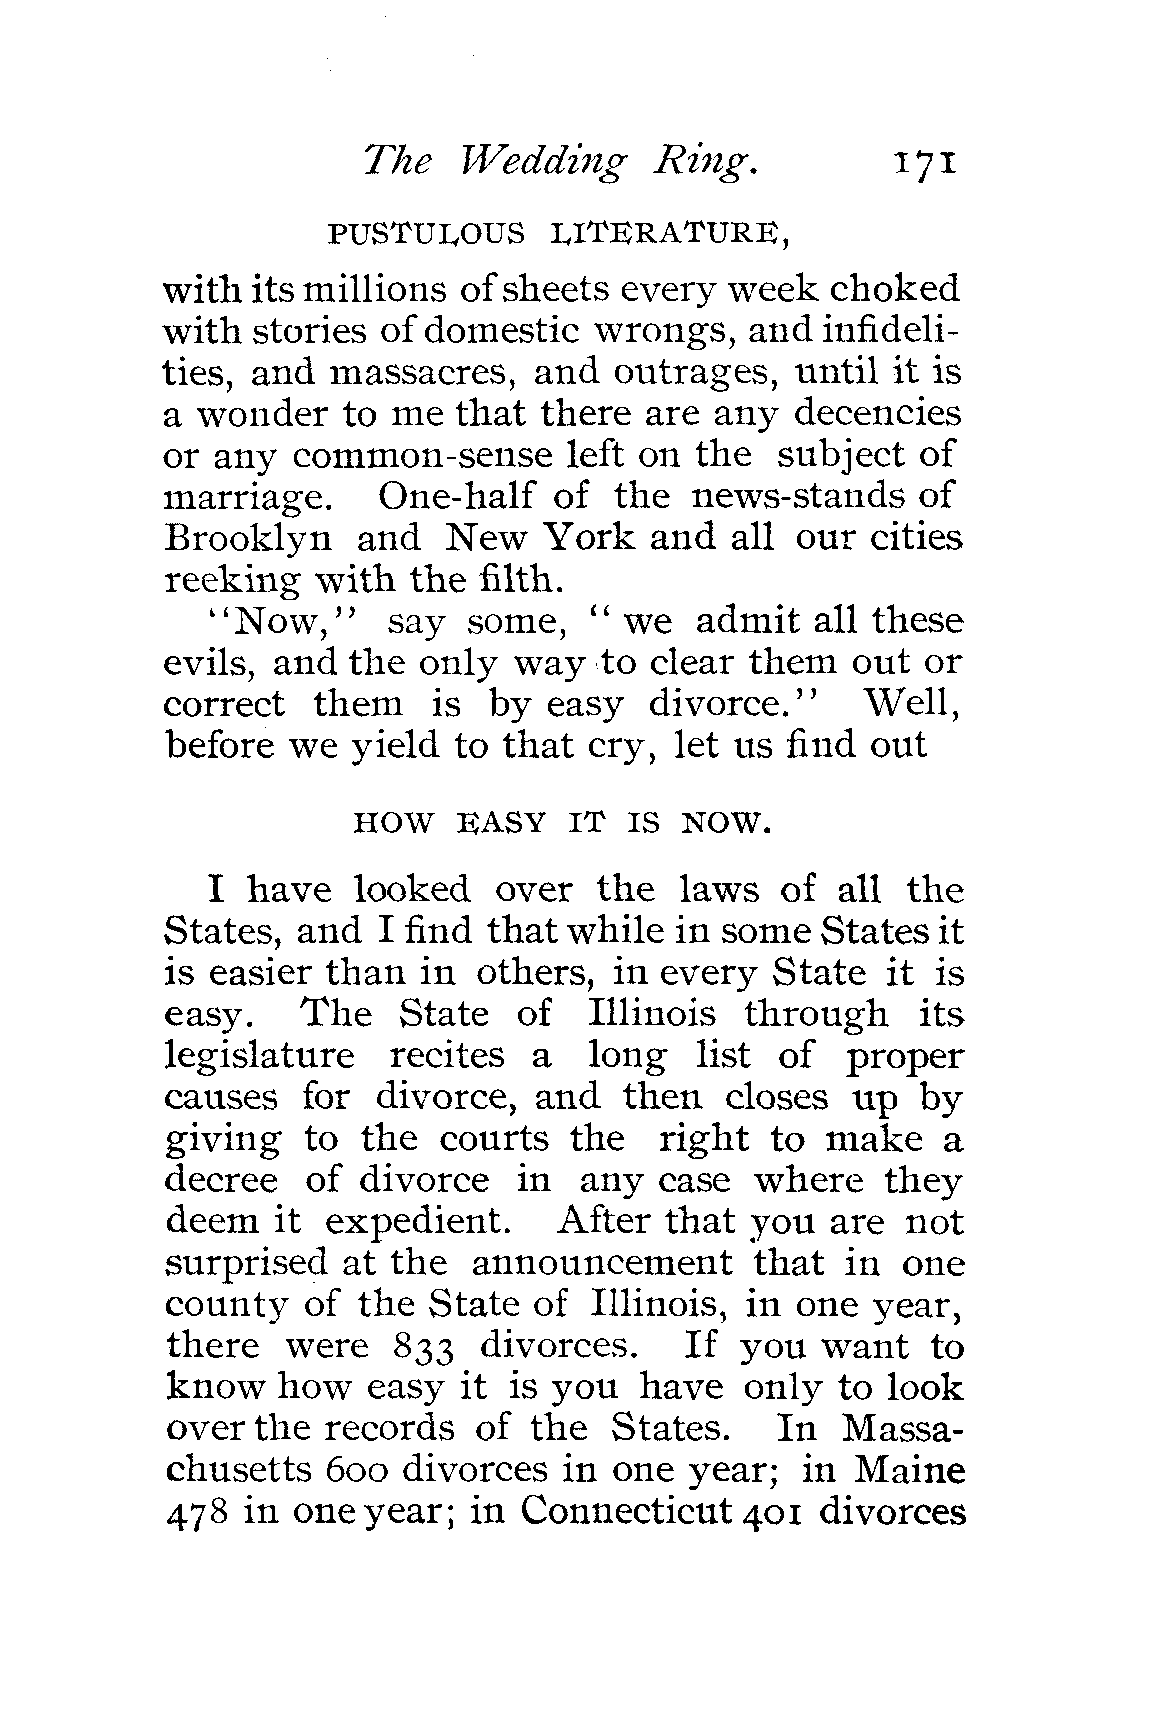 The Wedding Ring. 171
PUSTULOUS LITERATURE,
with its millions of sheets every week choked
with stories of domestic wrongs, and infideli-
ties, and massacres, and outrages, until it is
a wonder to me that there are any decencies
or any common-sense left on the subject of
marriage. One-half of the news-stands of
Brooklyn and New York and all our cities
reeking with the filth.
"Now," say some, "we admit all these
evils, and the only way to clear them out or
correct them is by easy divorce." Well,
before we yield to that cry, let us find out
HOW EASY IT IS NOW.
I have looked over the laws of all the
States, and I find that while in some States it
is easier than in others, in every State it is
easy. The State of Illinois through its
legislature recites a long list of proper
causes for divorce, and then closes up by
giving to the courts the right to make a
decree of divorce in any case where they
deem it expedient. After that you are not
surprised at the announcement that in one
county of the State of Illinois, in one year,
there were 833 divorces. If you want to
know how easy it is you have only to look
over the records of the States. In Massa-
chusetts 600 divorces in one year; in Maine
478 in one year; in Connecticut 401 divorces